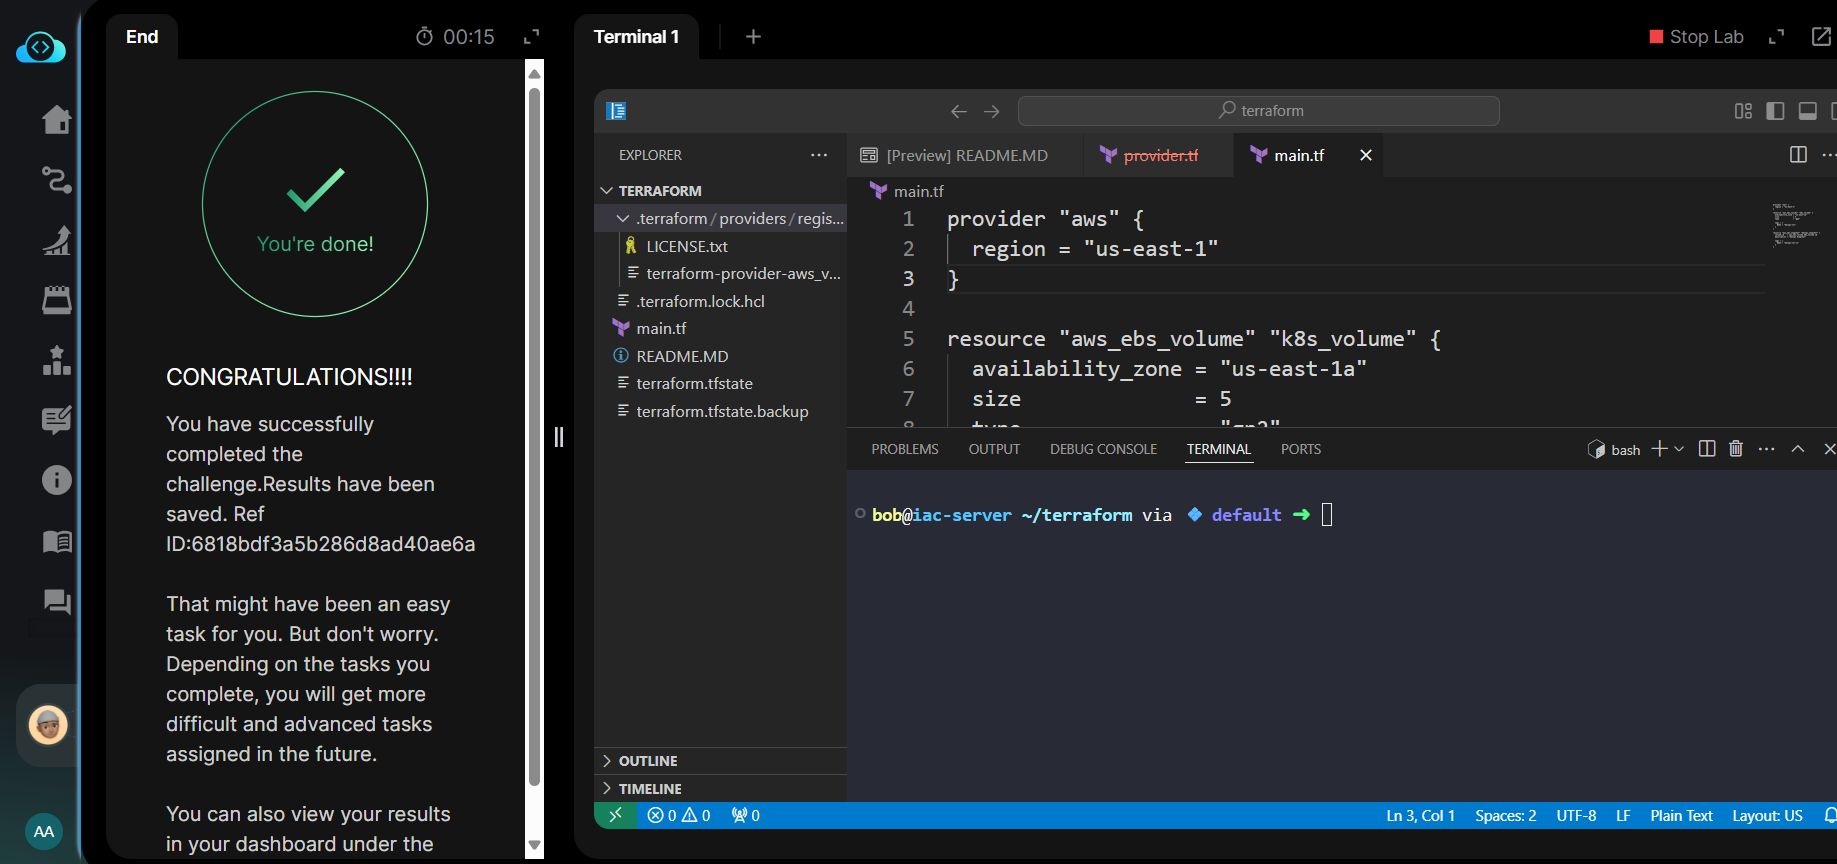 End
00:15
You're done!
CONGRATULATIONS!!!!
You have successfully
completed the
challenge.Results have been
saved. Ref
ID:6818bdf3a5b286d8ad40ae6a
That might have been an easy
task for you. But don't worry.
Depending on the tasks you
complete, you will get more
difficult and advanced tasks
assigned in the future.
You can also view your results
in your dashboard under the
AA
Terminal 1
Stop Lab
terraform
EXPLORER
TERRAFORM
.terraform/providers/regis...
LICENSE.txt
terraform-provider-aws_v...
.terraform.lock.hcl
main.tf
README.MD
terraform.tfstate
terraform.tfstate.backup
OUTLINE
TIMELINE
[Preview] README.MD
provider.tf
main.tf
main.tf
1 provider "aws" {
2 region = "us-east-1"
3 }
4
5 resource "aws_ebs_volume" "k8s_volume" {
6 availability_zone = "us-east-1a"
7 size = 5
PROBLEMS OUTPUT DEBUG CONSOLE TERMINAL PORTS
bash
bob@iac-server ~/terraform via default ➜
0 0 0
Ln 3, Col 1 Spaces: 2 UTF-8 LF Plain Text Layout: US